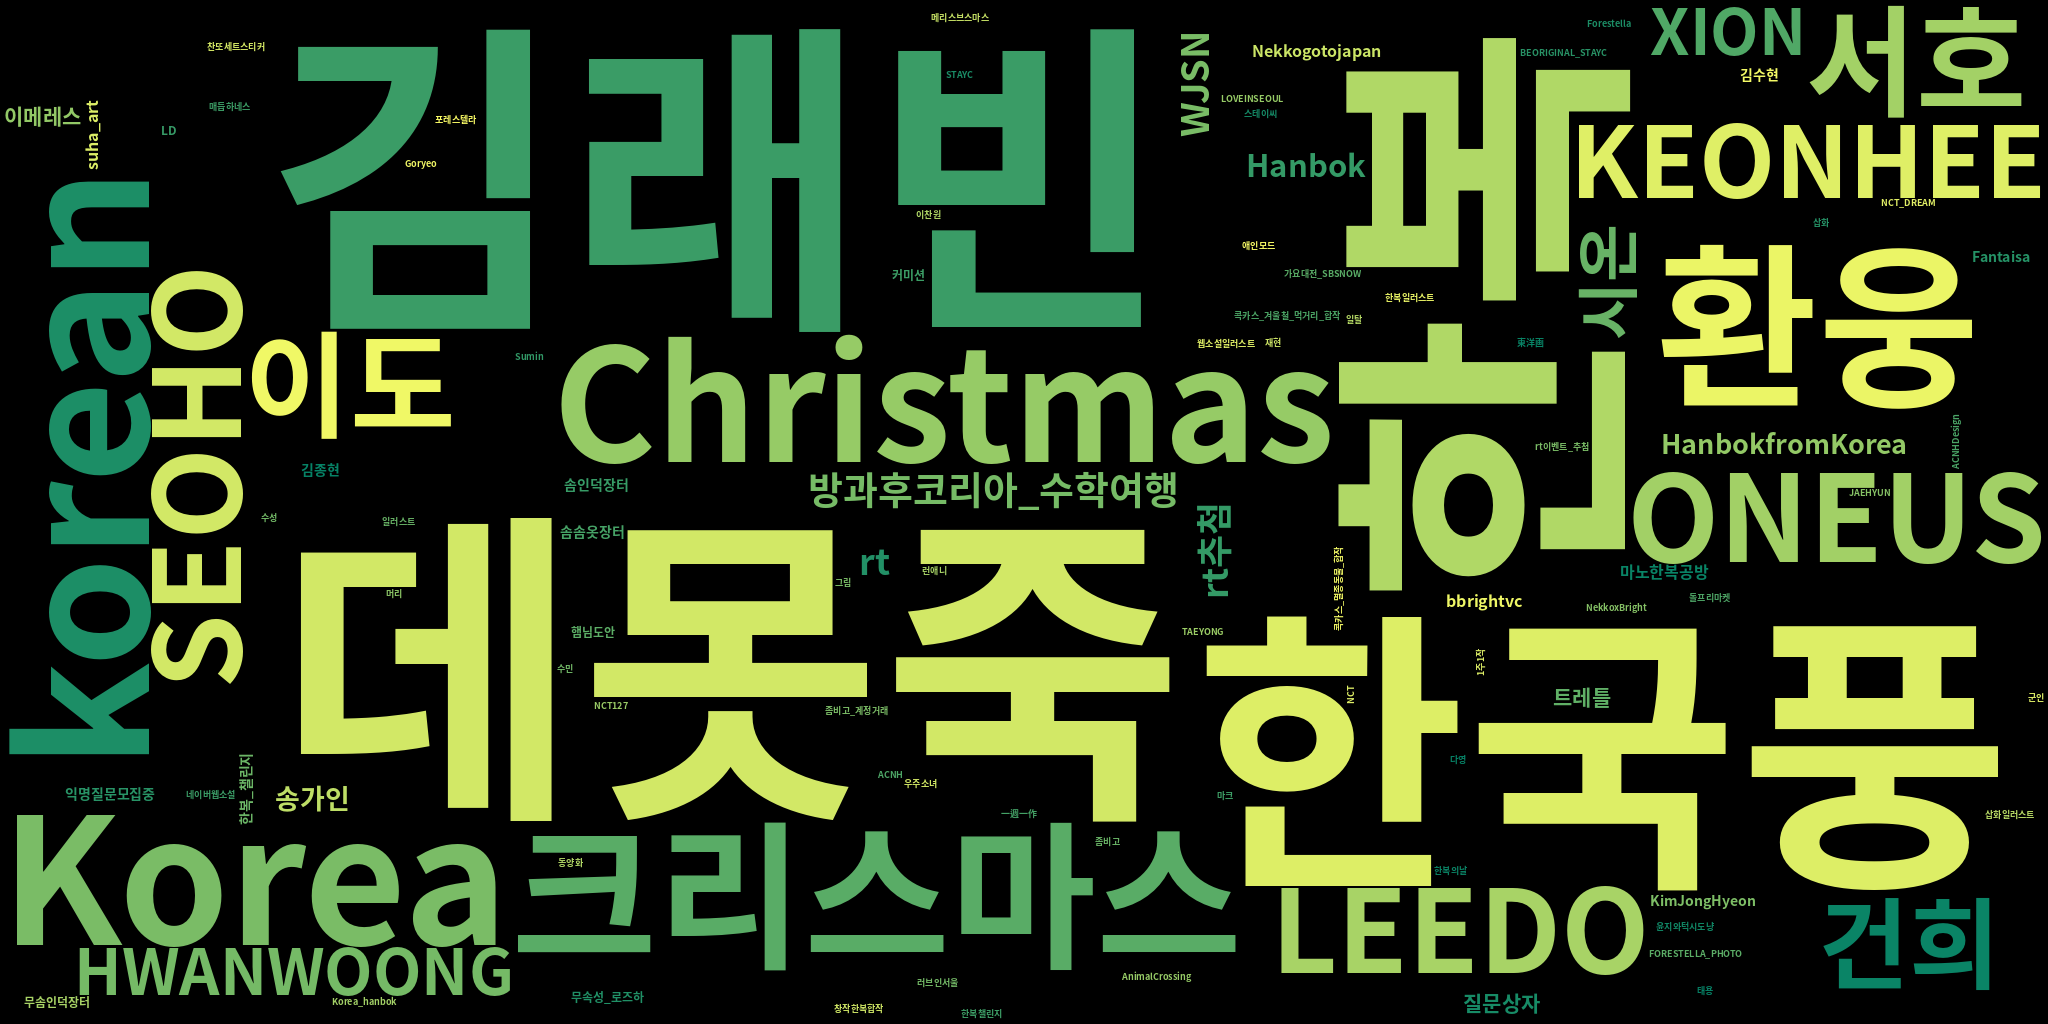 메리스브스마스
찬또세트스티커
김래빈
STAYC
WJSN
Nekkogotojapan
Forestella
BEORIGINAL_STAYC
XION
서호
김수현
이메레스
suha_art
LD
매듭하네스
포레스텔라
Goryeo
LOVEINSEOUL
스테이씨
페한
KEONHEE
Hanbok
NCT_DREAM
삽화
이찬원
애인모드
시온
환웅
Fantaisa
커미션
가요대전_SBSNOW
한복일러스트
콕카스_겨울철_먹거리_합작
일탈
korean
SEOHO
이도
Sumin
Christmas
웹소설일러스트
재현
東洋画
김종현
솜인덕장터
방과후코리아_수학여행
rt이벤트_추첨
HanbokfromKorea
ACNHDesign
JAEHYUN
ONEUS
수성
일러스트
솜솜옷장터
rt
rt추첨
런애니
그림
머리
데못죽
콕카스_멸종동물_합작
마노한복공방
bbrightvc
NekkoxBright
돌프리마켓
햄님도안
TAEYONG
수민
NCT127
좀비고_계정거래
NCT
1주1작
한국풍
트레틀
군인
익명질문모집중
네이버웹소설
한복_챌린지
송가인
ACNH
우주소녀
다영
마크
一週一作
좀비고
삽화일러스트
Korea
동양화
크리스마스
한복의날
LEEDO
KimJongHyeon
건희
윤지와턱시도냥
HWANWOONG
FORESTELLA_PHOTO
AnimalCrossing
러브인서울
무솜인덕장터
Korea_hanbok
무속성_로즈하
창작한복합작
한복챌린지
질문상자
태용